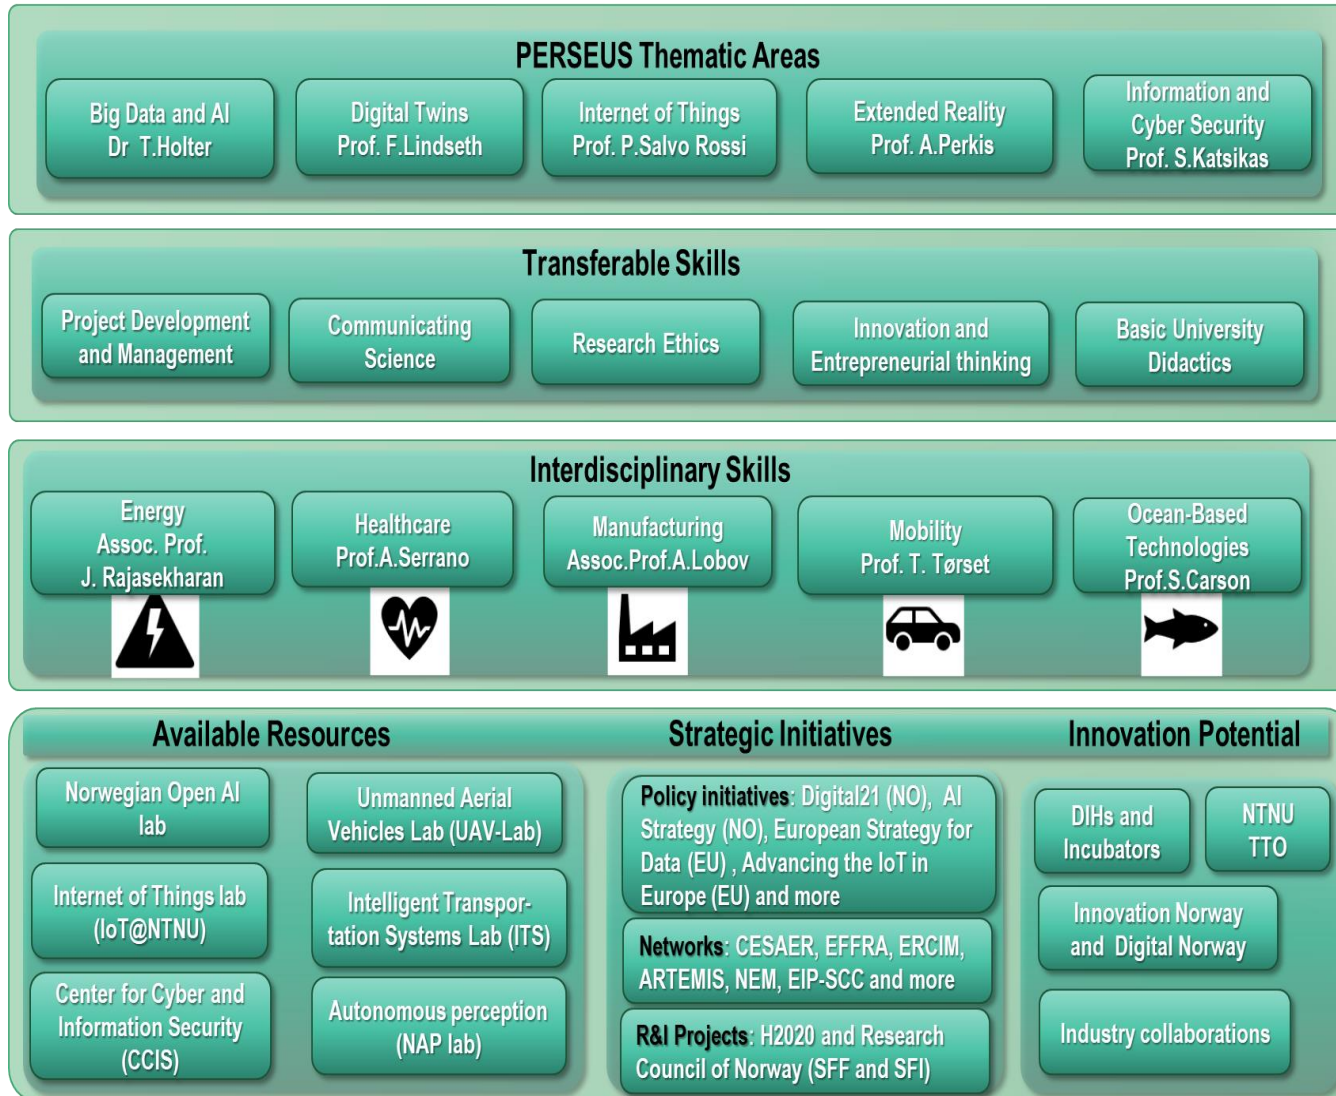 PERSEUS Thematic Areas
Big Data and AI
Dr T.Holter
Digital Twins
Prof. F.Lindseth
Internet of Things
Prof. P.Salvo Rossi
Extended Reality
Prof. A.Perkis
Information and
Cyber Security
Prof. S.Katsikas
Transferable Skills
Project Development
and Management
Communicating
Science
Research Ethics
Innovation and
Entrepreneurial thinking
Basic University
Didactics
Interdisciplinary Skills
Energy
Assoc. Prof.
J. Rajasekharan
Healthcare
Prof.A.Serrano
Manufacturing
Assoc.Prof.A.Lobov
Mobility
Prof. T. Tørset
Ocean-Based
Technologies
Prof.S.Carson
Available Resources
Norwegian Open AI
lab
Unmanned Aerial
Vehicles Lab (UAV-Lab)
Internet of Things lab
(IoT@NTNU)
Intelligent Transpor-
tation Systems Lab (ITS)
Center for Cyber and
Information Security
(CCIS)
Autonomous perception
(NAP lab)
Strategic Initiatives
Policy initiatives: Digital21 (NO), AI
Strategy (NO), European Strategy for
Data (EU) , Advancing the IoT in
Europe (EU) and more
Networks: CESAER, EFFRA, ERCIM,
ARTEMIS, NEM, EIP-SCC and more
R&I Projects: H2020 and Research
Council of Norway (SFF and SFI)
Innovation Potential
DIHs and
Incubators
NTNU
TTO
Innovation Norway
and Digital Norway
Industry collaborations